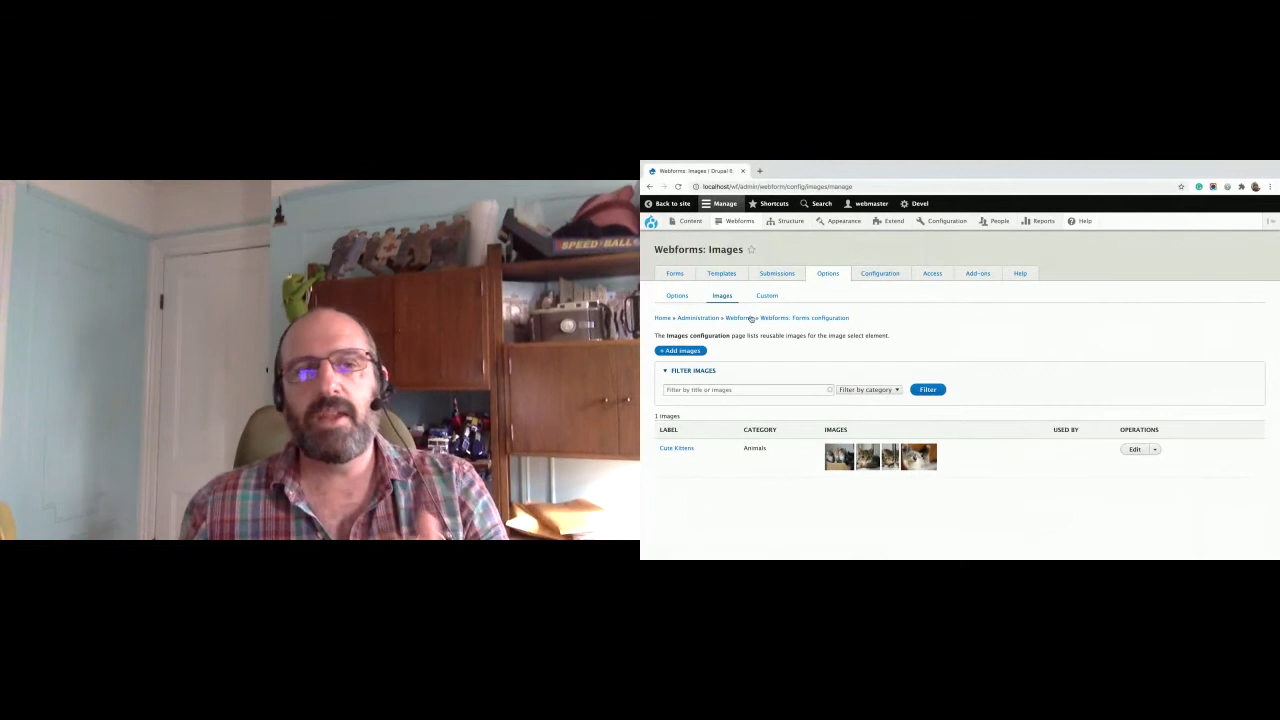 SPEED BALL
Webforms: Images | Drupal 8
localhost/wf/admin/webform/config/images/manage
Back to site Manage Shortcuts Search webmaster Devel
Content Webforms Structure Appearance Extend Configuration People Reports Help
Webforms: Images
Forms Templates Submissions Options Configuration Access Add-ons Help
Options Images Custom
Home » Administration » Webforms » Webforms: Forms configuration
The Images configuration page lists reusable images for the image select element.
+ Add images
▼ FILTER IMAGES
Filter by title or images Filter by category ▼ Filter
1 images
LABEL CATEGORY IMAGES USED BY OPERATIONS
Cute Kittens Animals Edit